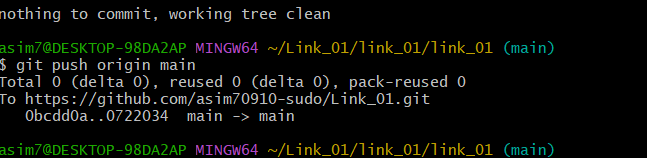 nothing to commit, working tree clean
asim7@DESKTOP-98DA2AP MINGW64 ~/Link_01/link_01/link_01 (main)
$ git push origin main
Total 0 (delta 0), reused 0 (delta 0), pack-reused 0
To https://github.com/asim70910-sudo/Link_01.git
   0bcdd0a..0722034  main -> main
asim7@DESKTOP-98DA2AP MINGW64 ~/Link_01/link_01/link_01 (main)